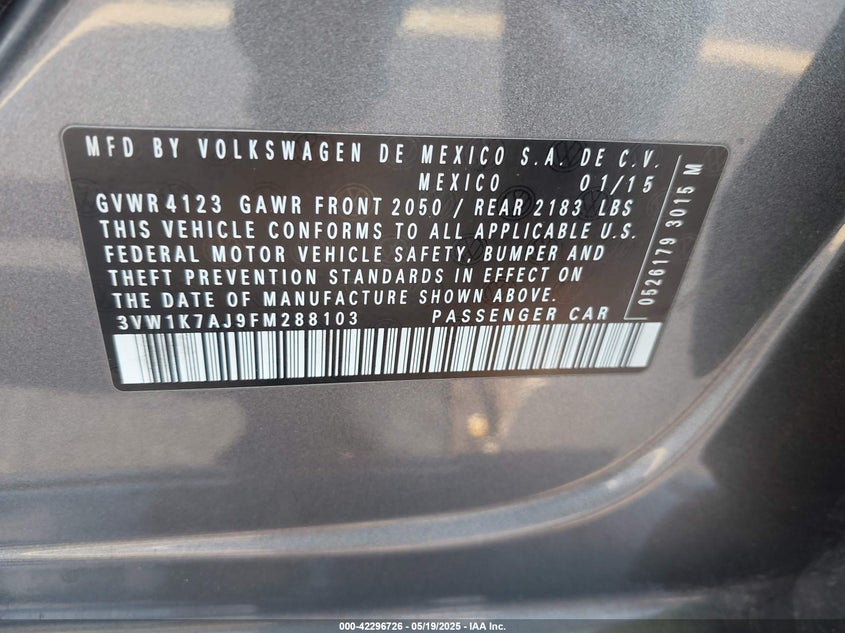 MFD BY VOLKSWAGEN DE MEXICO S.A. DE C.V.
MEXICO 01/15
GVWR 4123 GAWR FRONT 2050 / REAR 2183 LBS
THIS VEHICLE CONFORMS TO ALL APPLICABLE U.S.
FEDERAL MOTOR VEHICLE SAFETY, BUMPER AND
THEFT PREVENTION STANDARDS IN EFFECT ON
THE DATE OF MANUFACTURE SHOWN ABOVE.
3VW1K7AJ9FM288103 PASSENGER CAR
0526179 3015 M
000-42296726 - 05/19/2025 - IAA Inc.